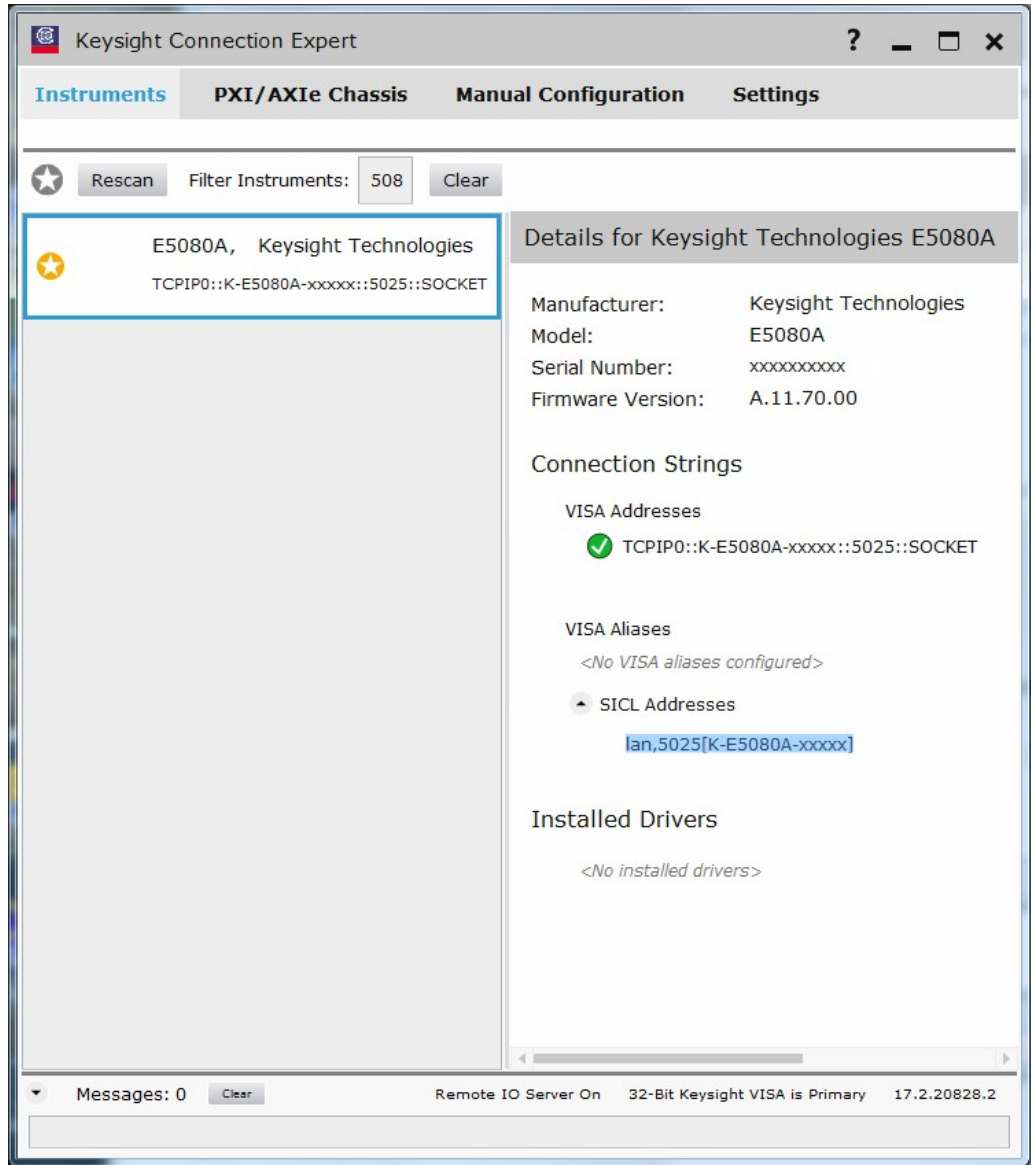 Keysight Connection Expert
Instruments PXI/AXIe Chassis Manual Configuration Settings
Rescan Filter Instruments: 508 Clear
E5080A, Keysight Technologies
TCPIP0::K-E5080A-xxxxx::5025::SOCKET
Details for Keysight Technologies E5080A
Manufacturer: Keysight Technologies
Model: E5080A
Serial Number: xxxxxxxxxx
Firmware Version: A.11.70.00
Connection Strings
VISA Addresses
TCPIP0::K-E5080A-xxxxx::5025::SOCKET
VISA Aliases
<No VISA aliases configured>
SICL Addresses
lan,5025[K-E5080A-xxxxx]
Installed Drivers
<No installed drivers>
Messages: 0 Clear Remote IO Server On 32-Bit Keysight VISA is Primary 17.2.20828.2